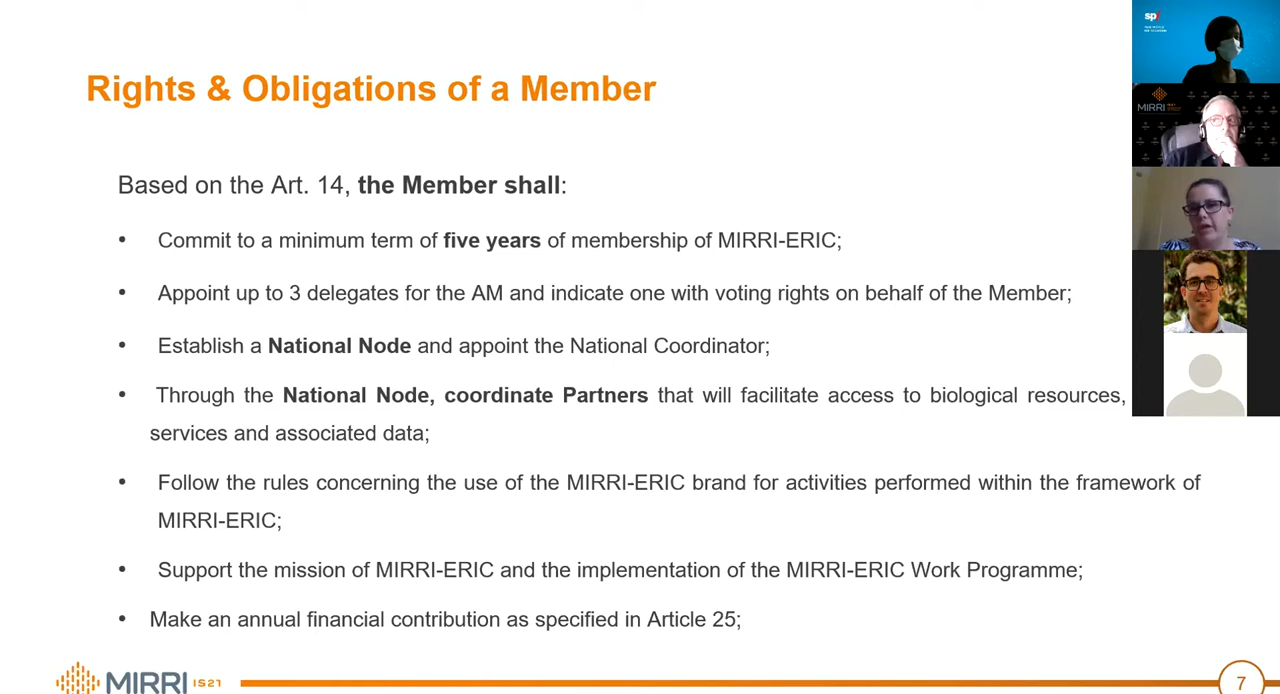 Rights & Obligations of a Member
Based on the Art. 14, the Member shall:
• Commit to a minimum term of five years of membership of MIRRI-ERIC;
• Appoint up to 3 delegates for the AM and indicate one with voting rights on behalf of the Member;
• Establish a National Node and appoint the National Coordinator;
• Through the National Node, coordinate Partners that will facilitate access to biological resources,
services and associated data;
• Follow the rules concerning the use of the MIRRI-ERIC brand for activities performed within the framework of
MIRRI-ERIC;
• Support the mission of MIRRI-ERIC and the implementation of the MIRRI-ERIC Work Programme;
• Make an annual financial contribution as specified in Article 25;
MIRRI IS21
7
spi
MIRRI